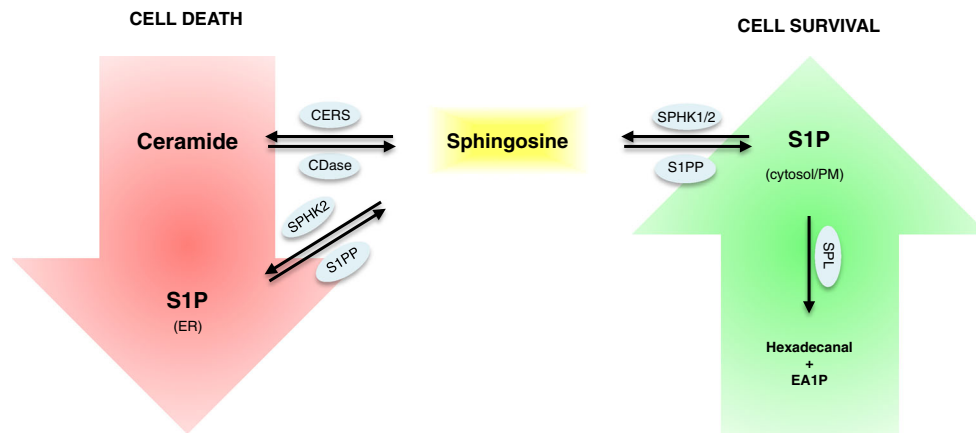 CELL DEATH
CELL SURVIVAL
CERS
SPHK1/2
Ceramide
Sphingosine
S1P
CDase
S1PP
(cytosol/PM)
SPHK2
S1PP
SPL
S1P
(ER)
Hexadecanal
+
EA1P